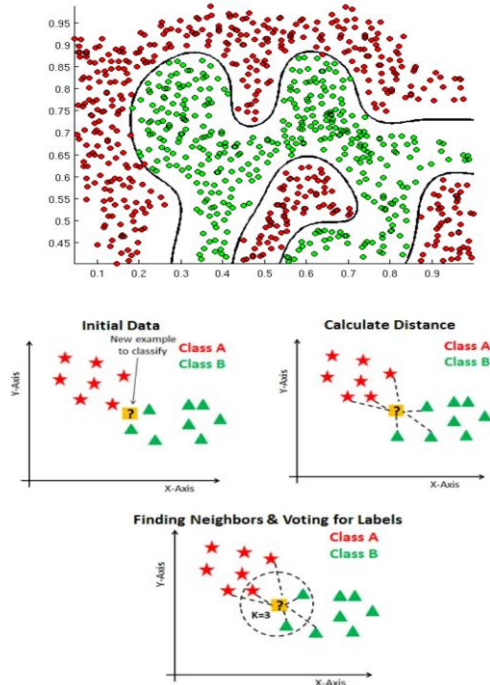 0.95
0.9
0.85
0.8
0.75
0.7
0.65
0.6
0.55
0.5
0.45
0.1 0.2 0.3 0.4 0.5 0.6 0.7 0.8 0.9
Initial Data
New example
to classify
Class A
Class B
Y-Axis
?
X-Axis
Calculate Distance
Class A
Class B
Y-Axis
?
X-Axis
Finding Neighbors & Voting for Labels
Class A
Class B
Y-Axis
?
K=3
X-Axis